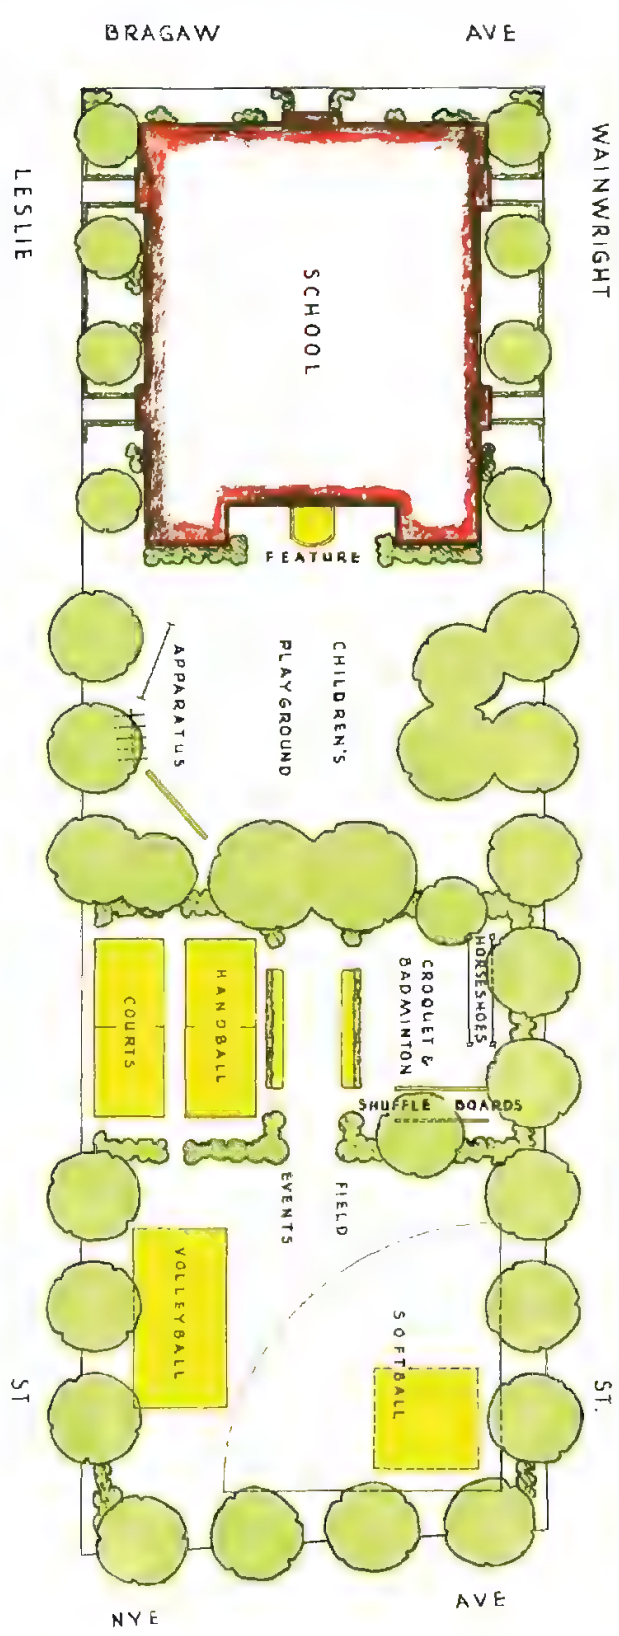 BRAGAW AVE
LESLIE ST
WAINWRIGHT ST.
SCHOOL
FEATURE
APPARATUS
CHILDREN'S
PLAYGROUND
HORSESHOES
CROQUET &
BADMINTON
HANDBALL
COURTS
SHUFFLE BOARDS
FIELD
EVENTS
VOLLEYBALL
SOFTBALL
NYE AVE